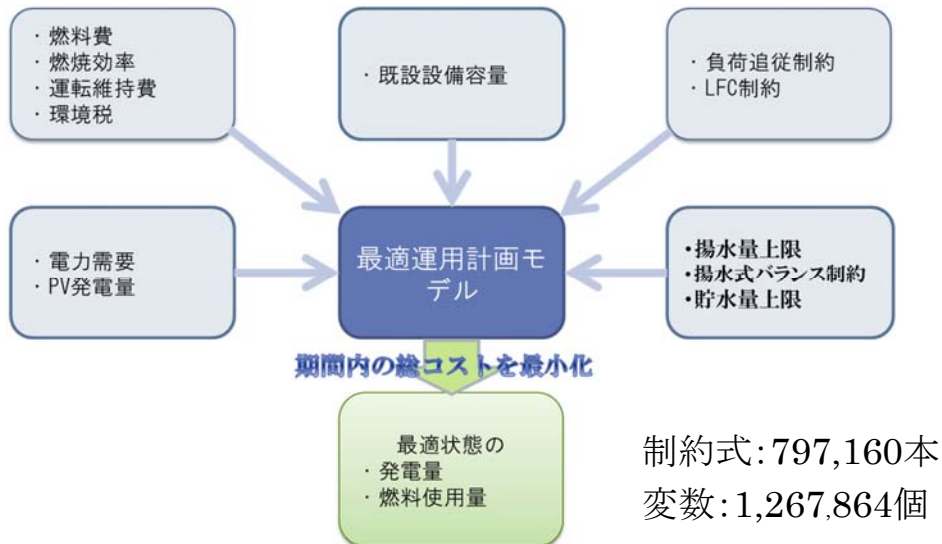 ・燃料費
・燃焼効率
・運転維持費
・環境税
・既設設備容量
・負荷追従制約
・LFC制約
・電力需要
・PV発電量
最適運用計画モ
デル
・揚水量上限
・揚水式バランス制約
・貯水量上限
期間内の総コストを最小化
最適状態の
・発電量
・燃料使用量
制約式:797,160本
変数:1,267,864個